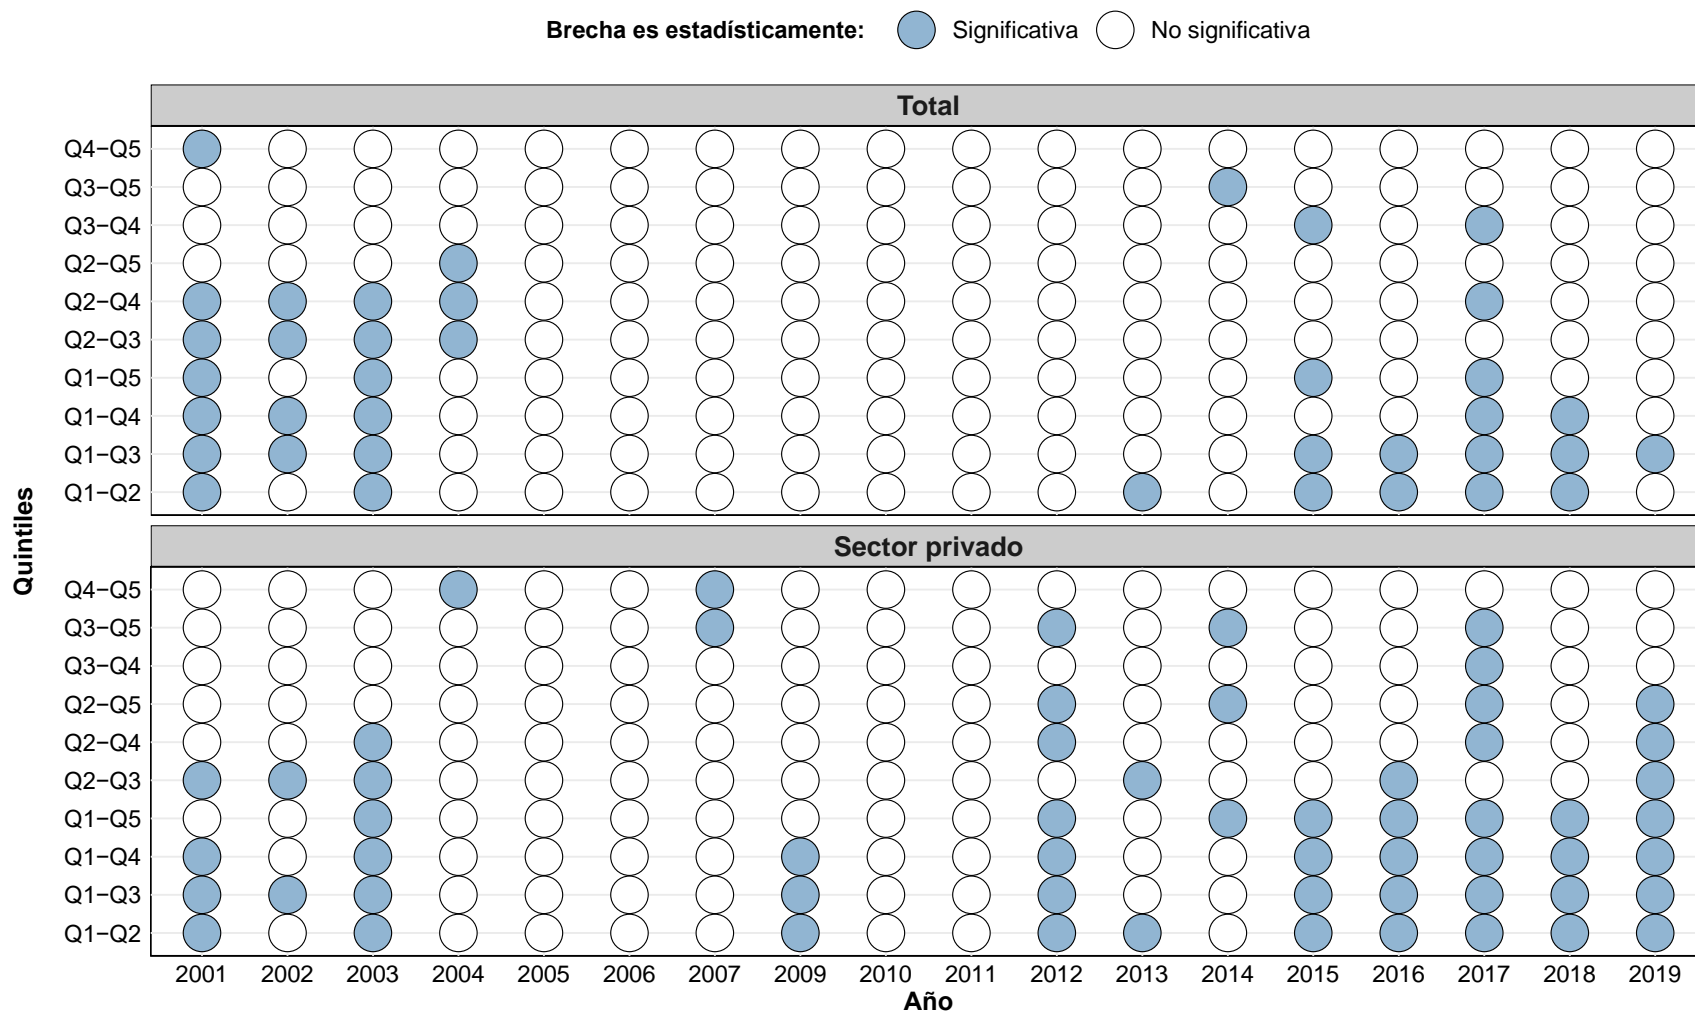 Brecha es estadísticamente: Significativa No significativa
Total
Q4−Q5
Q3−Q5
Q3−Q4
Q2−Q5
Q2−Q4
Q2−Q3
Q1−Q5
Q1−Q4
Q1−Q3
Q1−Q2
Quintiles
Sector privado
Q4−Q5
Q3−Q5
Q3−Q4
Q2−Q5
Q2−Q4
Q2−Q3
Q1−Q5
Q1−Q4
Q1−Q3
Q1−Q2
2001 2002 2003 2004 2005 2006 2007 2009 2010 2011 2012 2013 2014 2015 2016 2017 2018 2019
Año